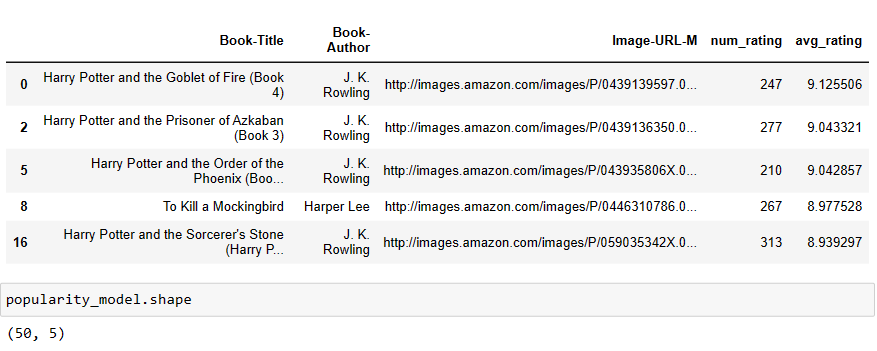 Book-Title Book-Author Image-URL-M num_rating avg_rating
0 Harry Potter and the Goblet of Fire (Book 4) J. K. Rowling http://images.amazon.com/images/P/0439139597.0... 247 9.125506
2 Harry Potter and the Prisoner of Azkaban (Book 3) J. K. Rowling http://images.amazon.com/images/P/0439136350.0... 277 9.043321
5 Harry Potter and the Order of the Phoenix (Boo... J. K. Rowling http://images.amazon.com/images/P/043935806X.0... 210 9.042857
8 To Kill a Mockingbird Harper Lee http://images.amazon.com/images/P/0446310786.0... 267 8.977528
16 Harry Potter and the Sorcerer's Stone (Harry P... J. K. Rowling http://images.amazon.com/images/P/059035342X.0... 313 8.939297
popularity_model.shape
(50, 5)